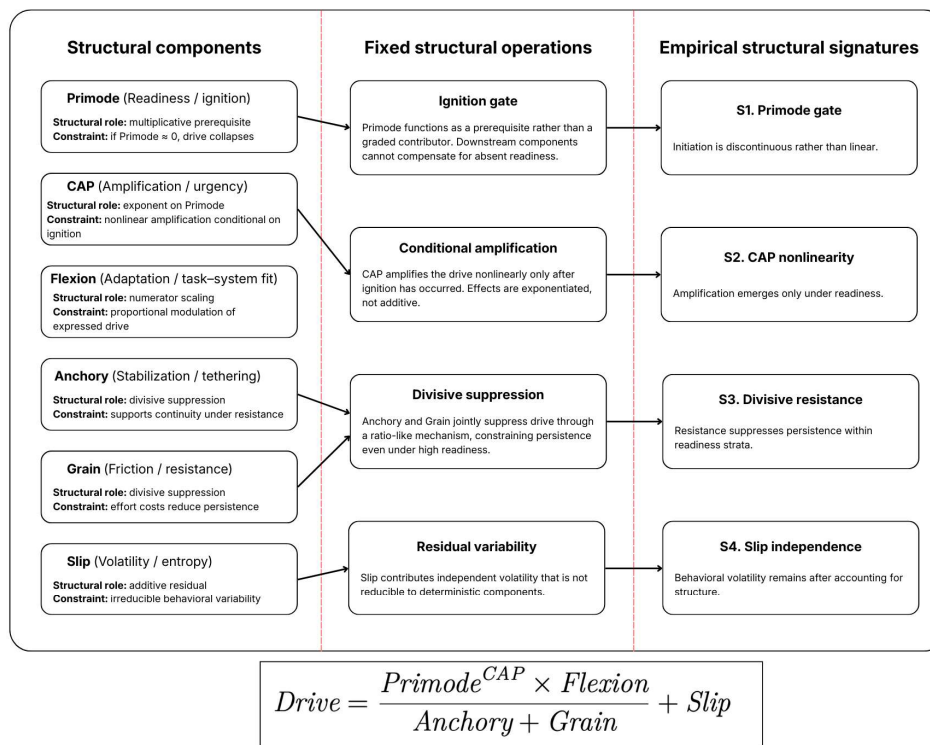 Structural components
Primode (Readiness / ignition)
Structural role: multiplicative prerequisite
Constraint: if Primode ≈ 0, drive collapses
CAP (Amplification / urgency)
Structural role: exponent on Primode
Constraint: nonlinear amplification conditional on
ignition
Flexion (Adaptation / task–system fit)
Structural role: numerator scaling
Constraint: proportional modulation of
expressed drive
Anchory (Stabilization / tethering)
Structural role: divisive suppression
Constraint: supports continuity under resistance
Grain (Friction / resistance)
Structural role: divisive suppression
Constraint: effort costs reduce persistence
Slip (Volatility / entropy)
Structural role: additive residual
Constraint: irreducible behavioral variability
Fixed structural operations
Ignition gate
Primode functions as a prerequisite rather than a
graded contributor. Downstream components
cannot compensate for absent readiness.
Conditional amplification
CAP amplifies the drive nonlinearly only after
ignition has occurred. Effects are exponentiated,
not additive.
Divisive suppression
Anchory and Grain jointly suppress drive through
a ratio-like mechanism, constraining persistence
even under high readiness.
Residual variability
Slip contributes independent volatility that is not
reducible to deterministic components.
Empirical structural signatures
S1. Primode gate
Initiation is discontinuous rather than linear.
S2. CAP nonlinearity
Amplification emerges only under readiness.
S3. Divisive resistance
Resistance suppresses persistence within
readiness strata.
S4. Slip independence
Behavioral volatility remains after accounting for
structure.
Drive = Primode^CAP × Flexion / Anchory + Grain + Slip